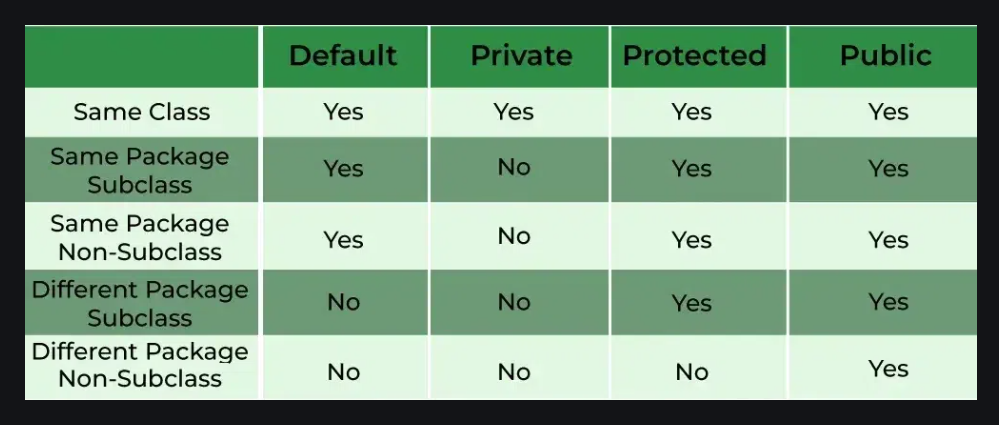 Default Private Protected Public
Same Class Yes Yes Yes Yes
Same Package
Subclass Yes No Yes Yes
Same Package
Non-Subclass Yes No Yes Yes
Different Package
Subclass No No Yes Yes
Different Package
Non-Subclass No No No Yes